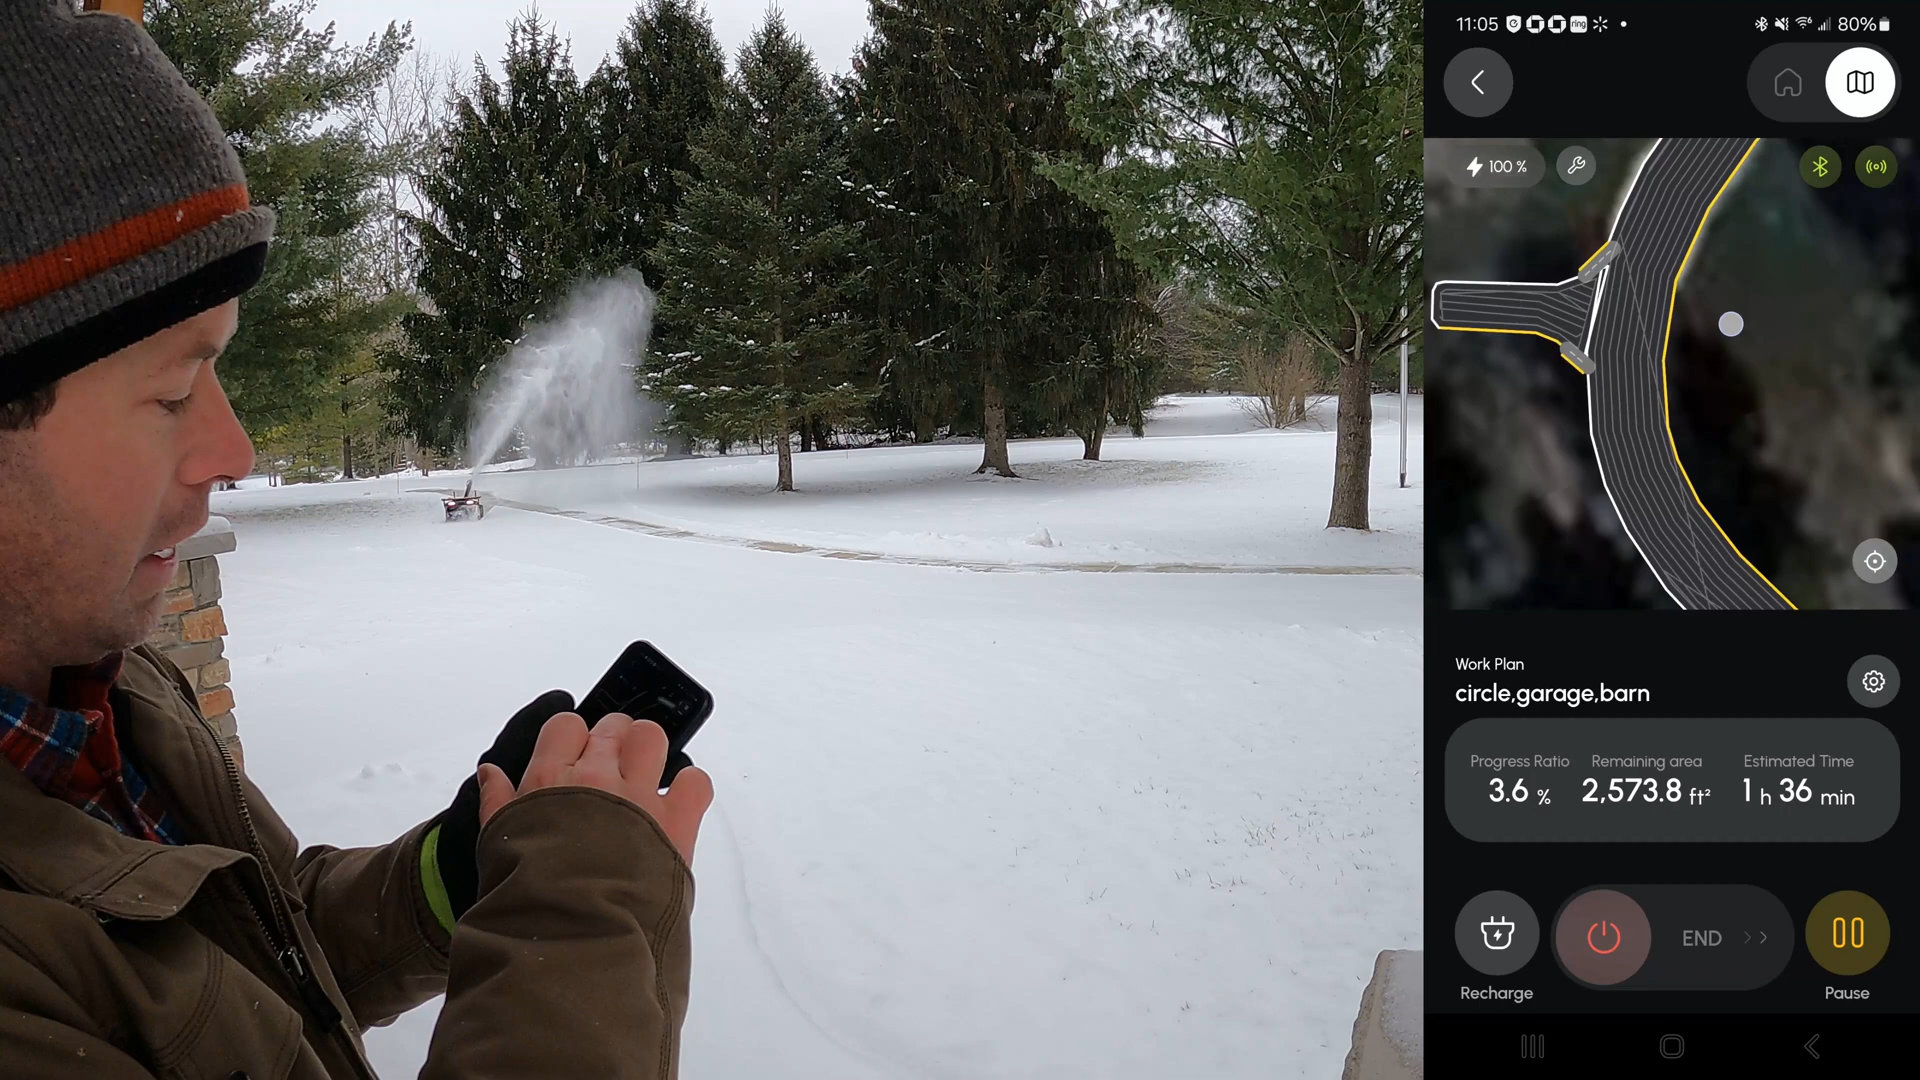 11:05 ring 80%
100 %
Work Plan
circle,garage,barn
Progress Ratio Remaining area Estimated Time
3.6 % 2,573.8 ft² 1 h 36 min
END
Recharge Pause